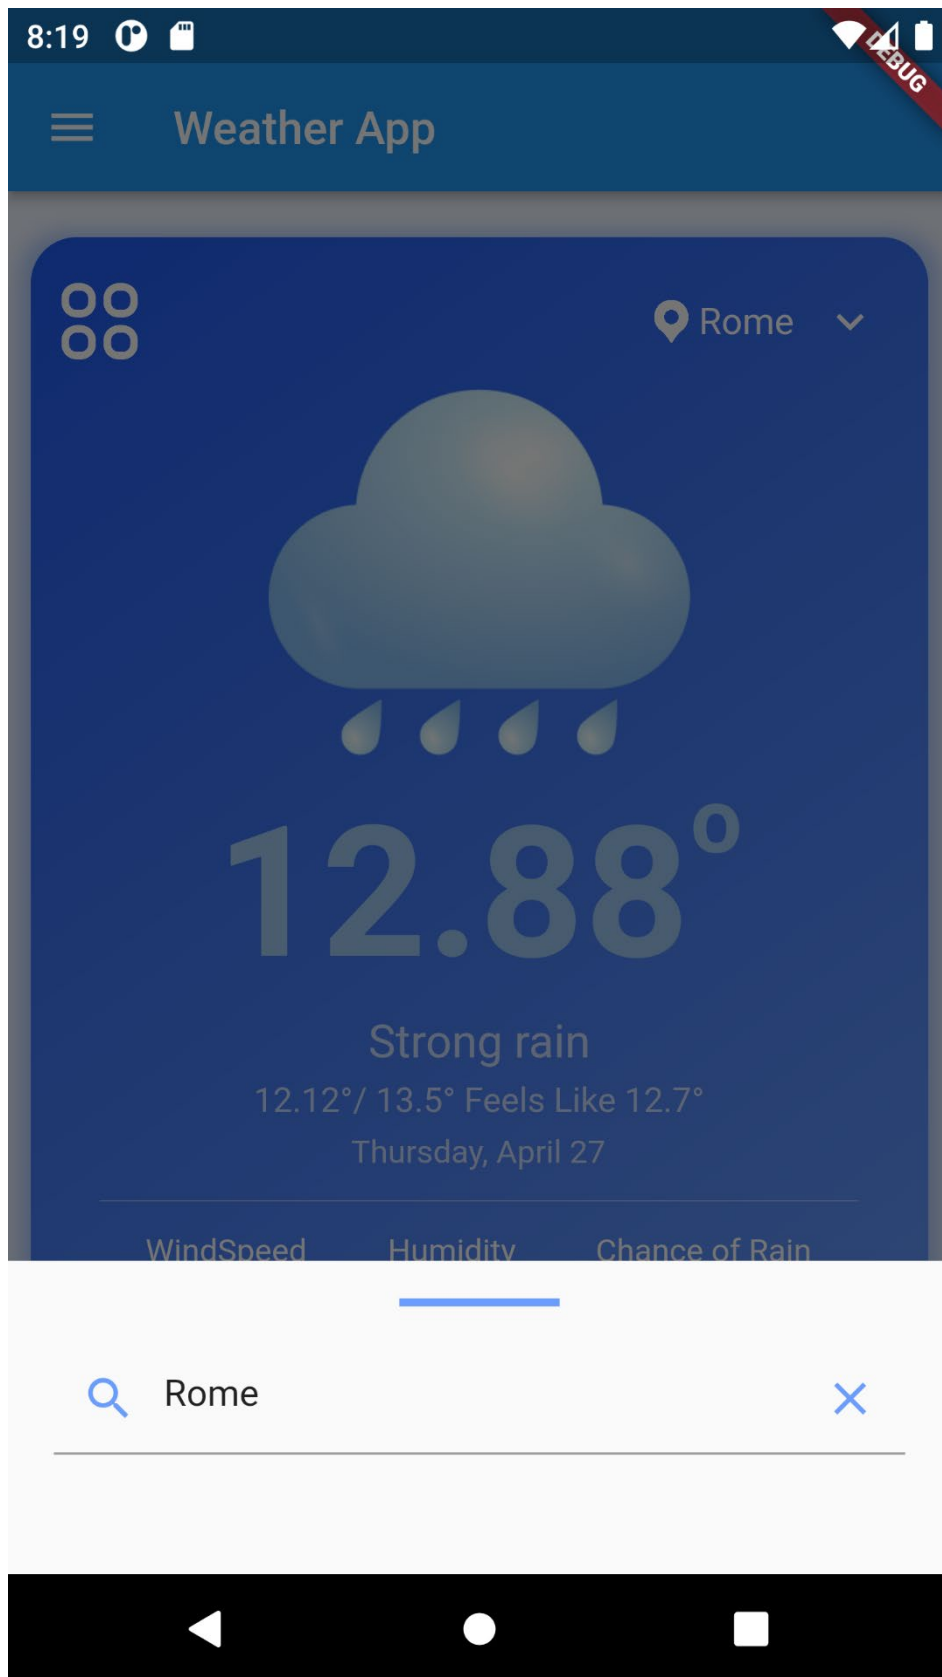 8:19
DEBUG
Weather App
Rome
12.88°
Strong rain
12.12°/ 13.5° Feels Like 12.7°
Thursday, April 27
WindSpeed Humidity Chance of Rain
Rome